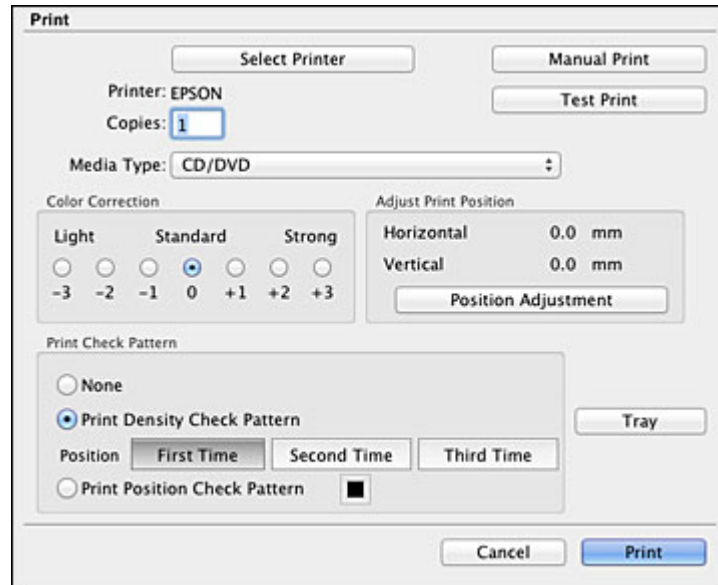 Print
Select Printer Manual Print
Printer: EPSON Test Print
Copies: 1
Media Type: CD/DVD
Color Correction Adjust Print Position
Light Standard Strong Horizontal 0.0 mm
Vertical 0.0 mm
-3 -2 -1 0 +1 +2 +3
Position Adjustment
Print Check Pattern
None
Print Density Check Pattern Tray
Position First Time Second Time Third Time
Print Position Check Pattern
Cancel Print